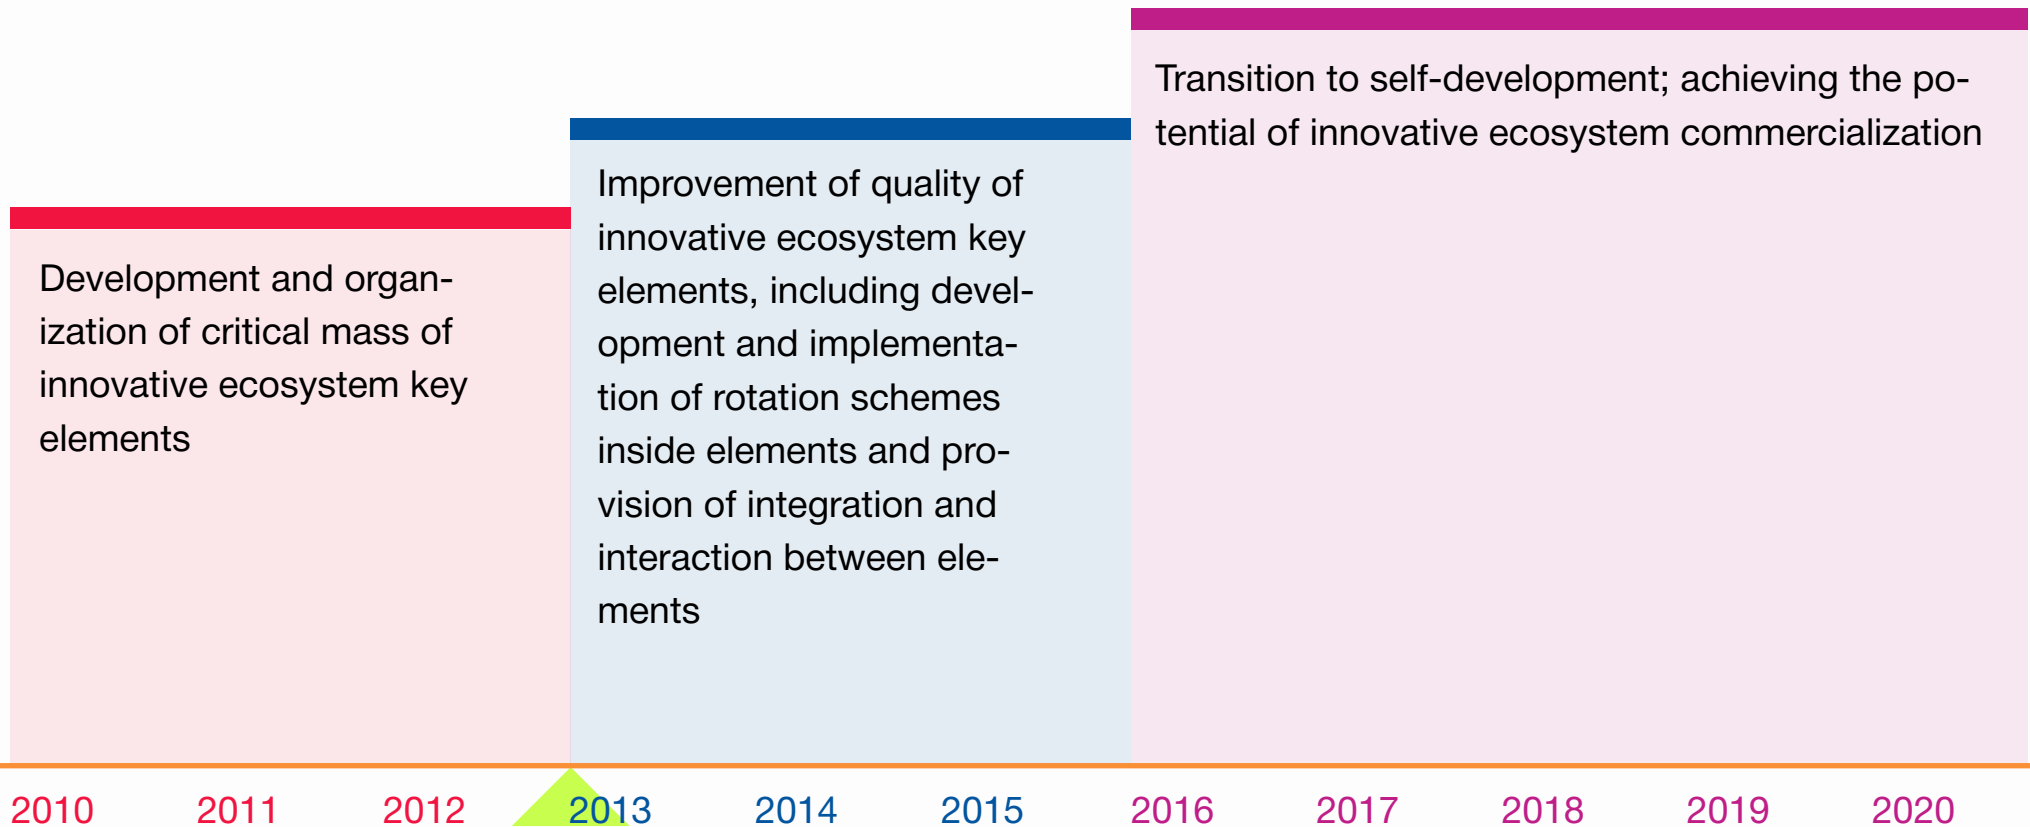 Transition to self-development; achieving the po-
tential of innovative ecosystem commercialization
Improvement of quality of
innovative ecosystem key
elements, including devel-
opment and implementa-
tion of rotation schemes
inside elements and pro-
vision of integration and
interaction between ele-
ments
Development and organ-
ization of critical mass of
innovative ecosystem key
elements
2010 2011 2012 2013 2014 2015 2016 2017 2018 2019 2020